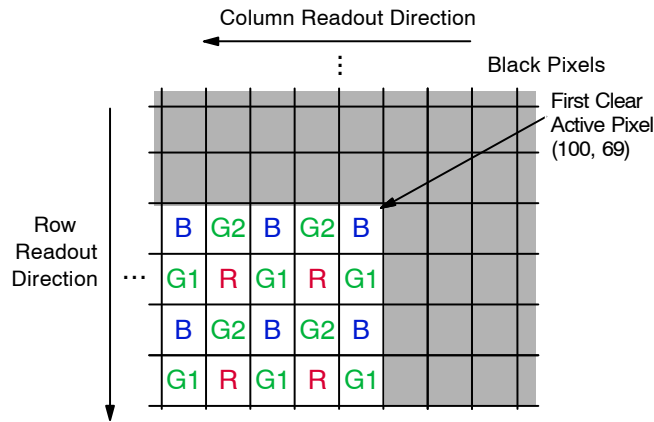 Column Readout Direction
⋮
Black Pixels
First Clear
Active Pixel
(100, 69)
Row
Readout
Direction
...
B G2 B G2 B
G1 R G1 R G1
B G2 B G2 B
G1 R G1 R G1